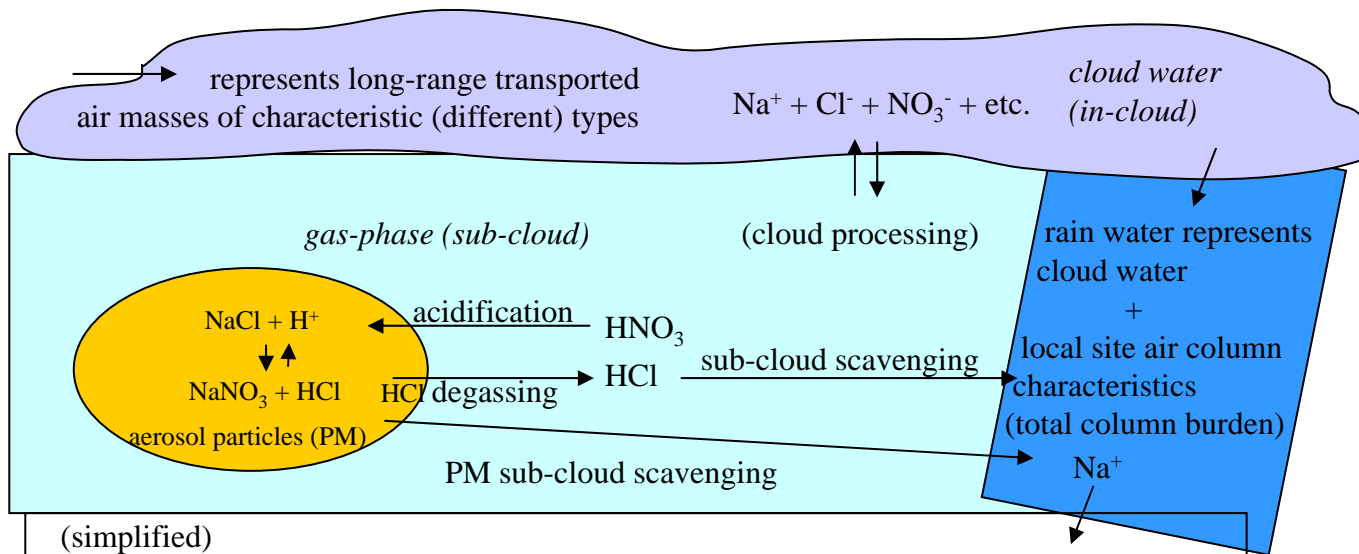 represents long-range transported
air masses of characteristic (different) types
Na⁺ + Cl⁻ + NO₃⁻ + etc.
cloud water
(in-cloud)
gas-phase (sub-cloud)
(cloud processing)
rain water represents
cloud water
+
local site air column
characteristics
(total column burden)
Na⁺
NaCl + H⁺
NaNO₃ + HCl
aerosol particles (PM)
acidification
HNO₃
HCl degassing
HCl
sub-cloud scavenging
PM sub-cloud scavenging
(simplified)